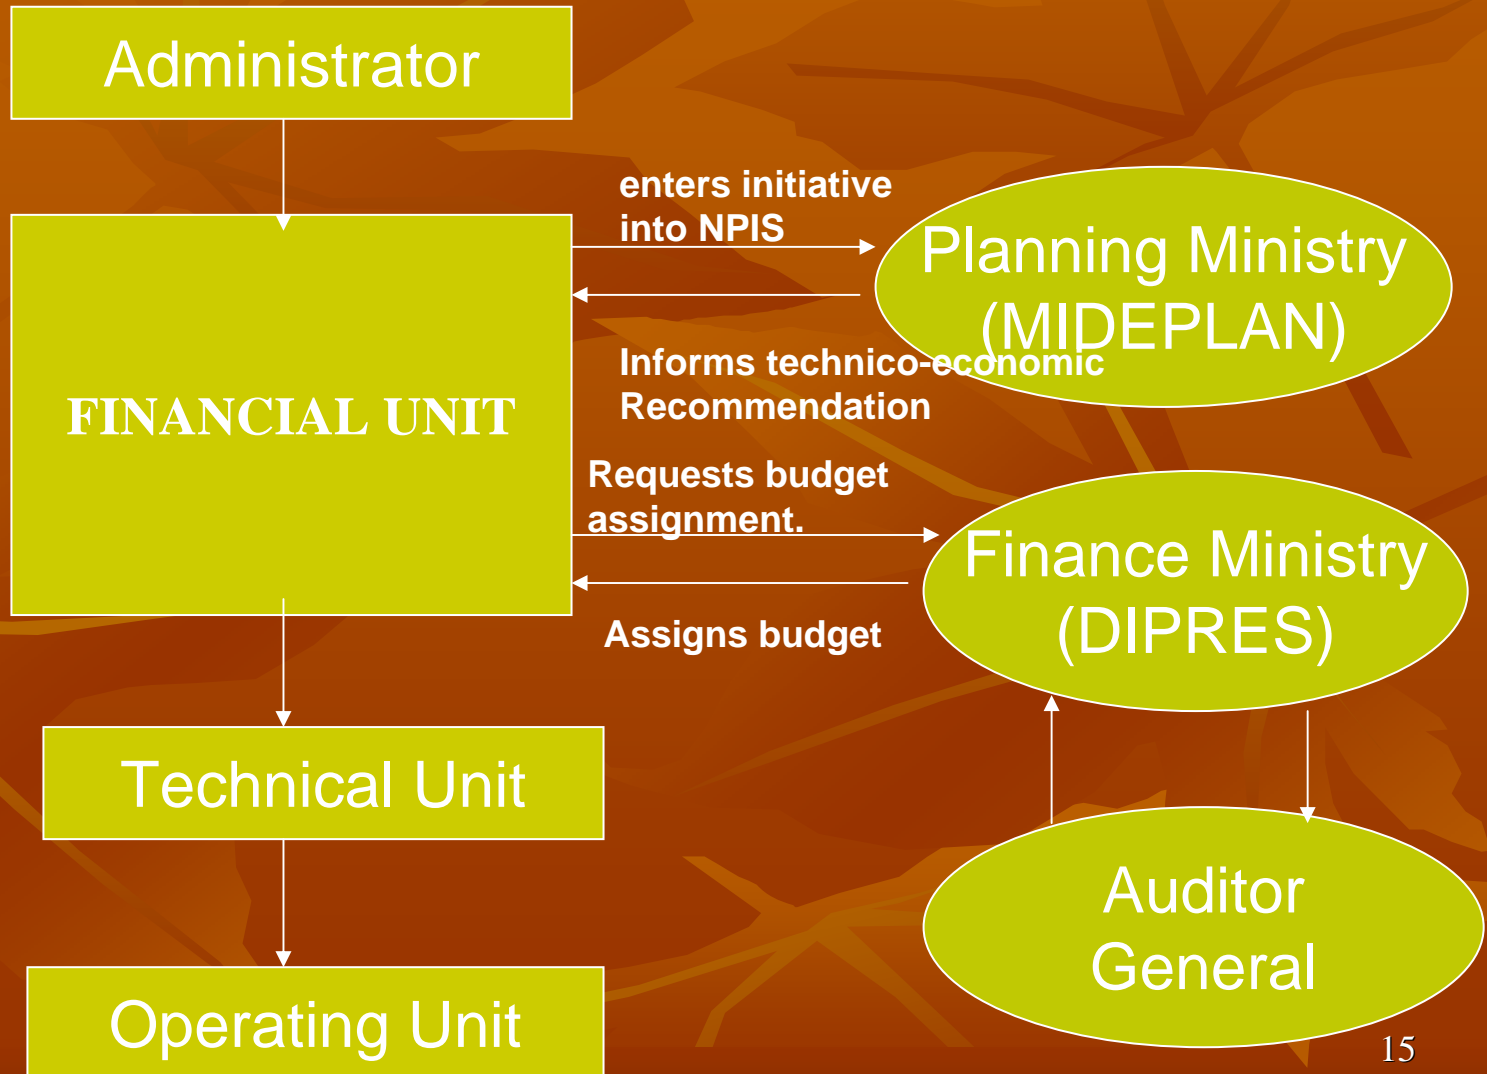 Administrator
enters initiative
into NPIS
Planning Ministry
(MIDEPLAN)
Informs technico-economic
Recommendation
FINANCIAL UNIT
Requests budget
assignment.
Finance Ministry
(DIPRES)
Assigns budget
Technical Unit
Auditor
General
Operating Unit
15